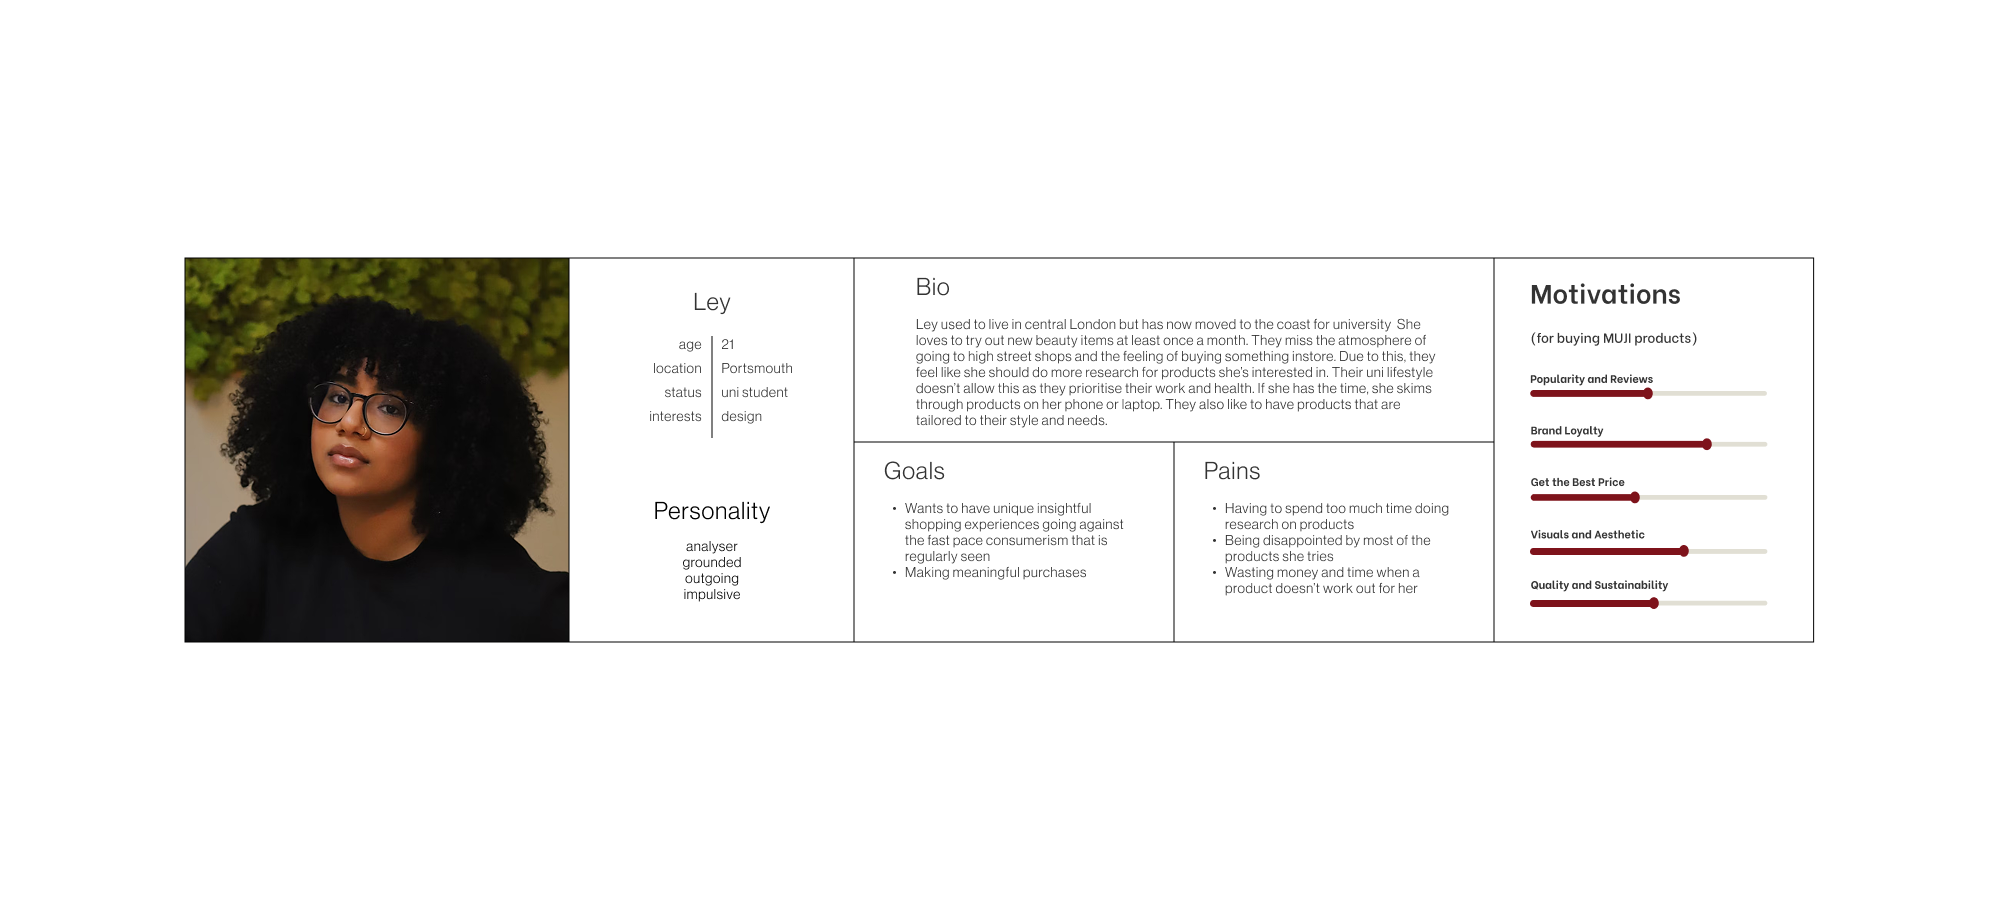 Ley
age 21
location Portsmouth
status uni student
interests design
Personality
analyser
grounded
outgoing
impulsive
Bio
Ley used to live in central London but has now moved to the coast for university  She
loves to try out new beauty items at least once a month. They miss the atmosphere of
going to high street shops and the feeling of buying something instore. Due to this, they
feel like she should do more research for products she's interested in. Their uni lifestyle
doesn't allow this as they prioritise their work and health. If she has the time, she skims
through products on her phone or laptop. They also like to have products that are
tailored to their style and needs.
Goals
• Wants to have unique insightful
shopping experiences going against
the fast pace consumerism that is
regularly seen
• Making meaningful purchases
Pains
• Having to spend too much time doing
research on products
• Being disappointed by most of the
products she tries
• Wasting money and time when a
product doesn't work out for her
Motivations
(for buying MUJI products)
Popularity and Reviews
Brand Loyalty
Get the Best Price
Visuals and Aesthetic
Quality and Sustainability